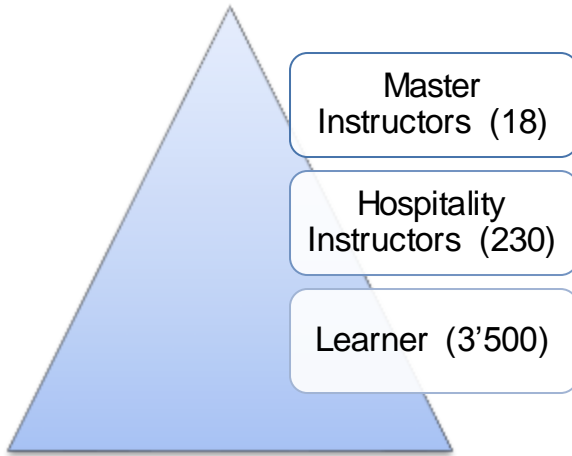 Master
Instructors (18)
Hospitality
Instructors (230)
Learner (3’500)